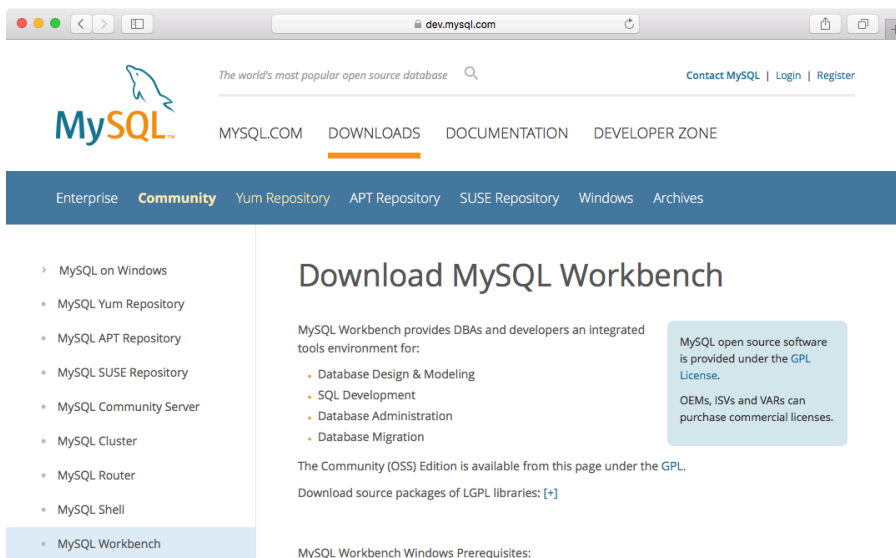 dev.mysql.com
The world's most popular open source database
Contact MySQL | Login | Register
MySQL™
MYSQL.COM DOWNLOADS DOCUMENTATION DEVELOPER ZONE
Enterprise Community Yum Repository APT Repository SUSE Repository Windows Archives
MySQL on Windows
MySQL Yum Repository
MySQL APT Repository
MySQL SUSE Repository
MySQL Community Server
MySQL Cluster
MySQL Router
MySQL Shell
MySQL Workbench
Download MySQL Workbench
MySQL Workbench provides DBAs and developers an integrated
tools environment for:
Database Design & Modeling
SQL Development
Database Administration
Database Migration
MySQL open source software
is provided under the GPL
License.
OEMs, ISVs and VARs can
purchase commercial licenses.
The Community (OSS) Edition is available from this page under the GPL.
Download source packages of LGPL libraries: [+]
MySQL Workbench Windows Prerequisites: